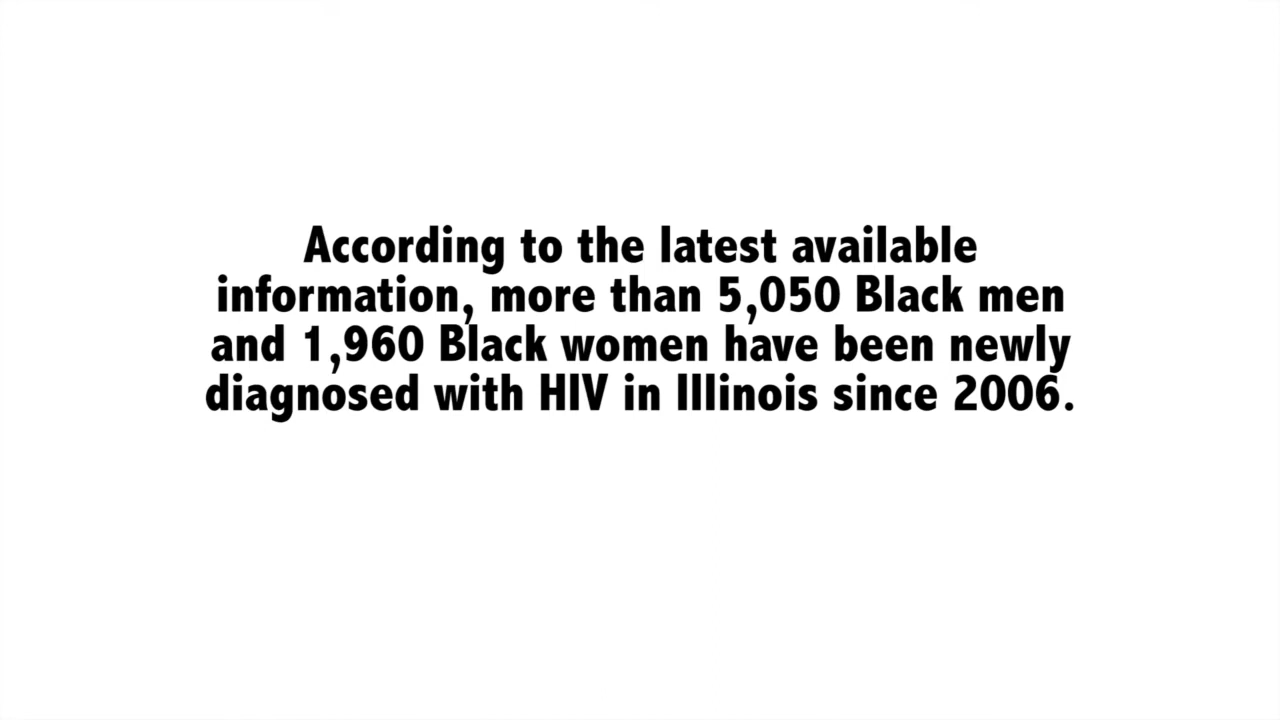 According to the latest available
information, more than 5,050 Black men
and 1,960 Black women have been newly
diagnosed with HIV in Illinois since 2006.